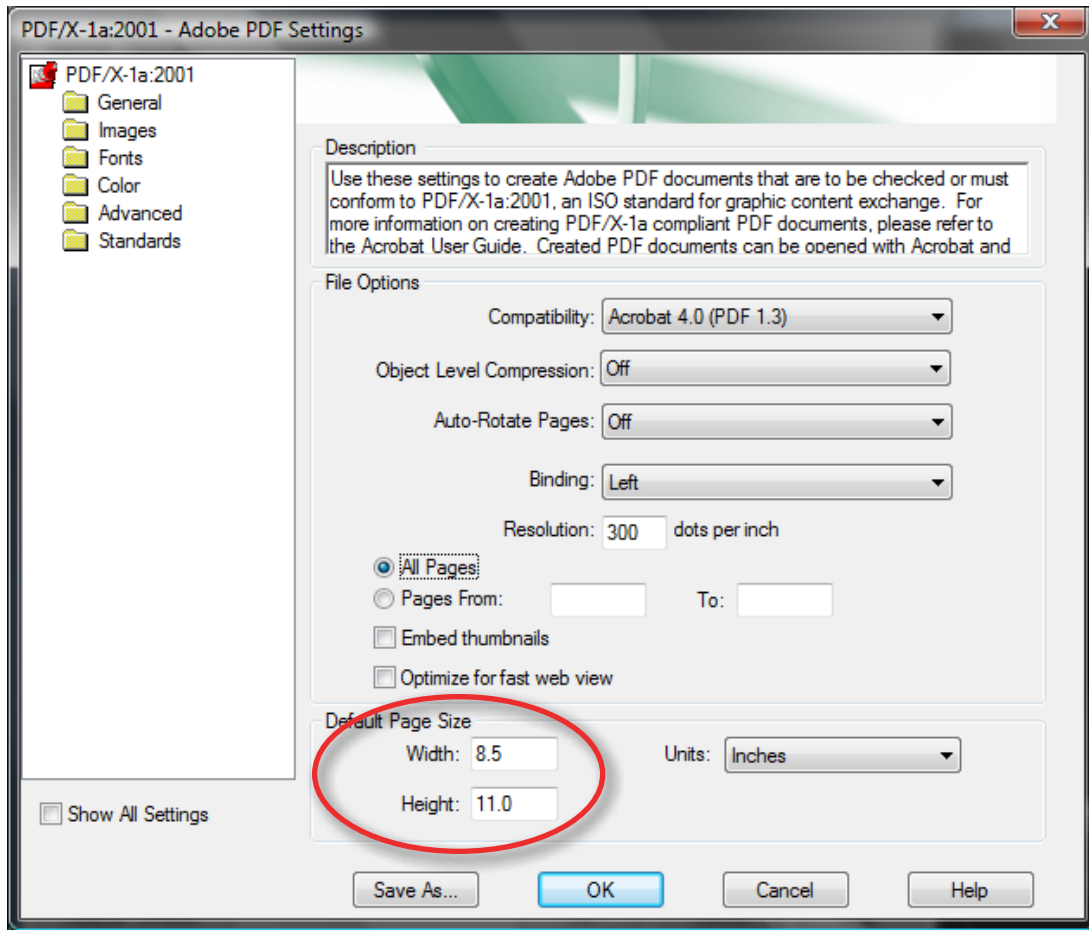 PDF/X-1a:2001 - Adobe PDF Settings
X
PDF/X-1a:2001
General
Images
Fonts
Color
Advanced
Standards
Show All Settings
Description
Use these settings to create Adobe PDF documents that are to be checked or must
conform to PDF/X-1a:2001, an ISO standard for graphic content exchange.  For
more information on creating PDF/X-1a compliant PDF documents, please refer to
the Acrobat User Guide.  Created PDF documents can be opened with Acrobat and
File Options
Compatibility: Acrobat 4.0 (PDF 1.3)
Object Level Compression: Off
Auto-Rotate Pages: Off
Binding: Left
Resolution: 300 dots per inch
All Pages
Pages From: To:
Embed thumbnails
Optimize for fast web view
Default Page Size
Width: 8.5 Units: Inches
Height: 11.0
Save As... OK Cancel Help